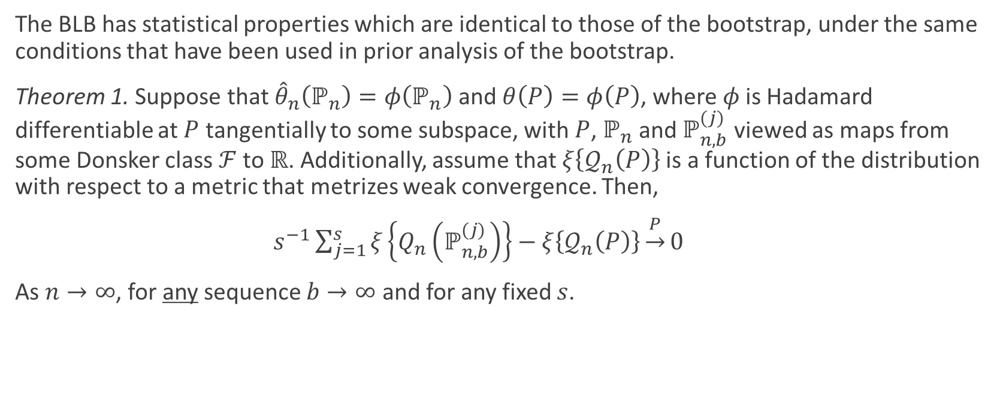 The BLB has statistical properties which are identical to those of the bootstrap, under the same
conditions that have been used in prior analysis of the bootstrap.
Theorem 1. Suppose that $\hat{\theta}_n(\mathbb{P}_n) = \phi(\mathbb{P}_n)$ and $\theta(P) = \phi(P)$, where $\phi$ is Hadamard
differentiable at $P$ tangentially to some subspace, with $P$, $\mathbb{P}_n$ and $\mathbb{P}_{n,b}^{(j)}$ viewed as maps from
some Donsker class $\mathcal{F}$ to $\mathbb{R}$. Additionally, assume that $\xi\{Q_n(P)\}$ is a function of the distribution
with respect to a metric that metrizes weak convergence. Then,
$s^{-1} \sum_{j=1}^{s} \xi\left\{Q_n\left(\mathbb{P}_{n,b}^{(j)}\right)\right\} - \xi\{Q_n(P)\} \xrightarrow{P} 0$
As $n \to \infty$, for any sequence $b \to \infty$ and for any fixed $s$.